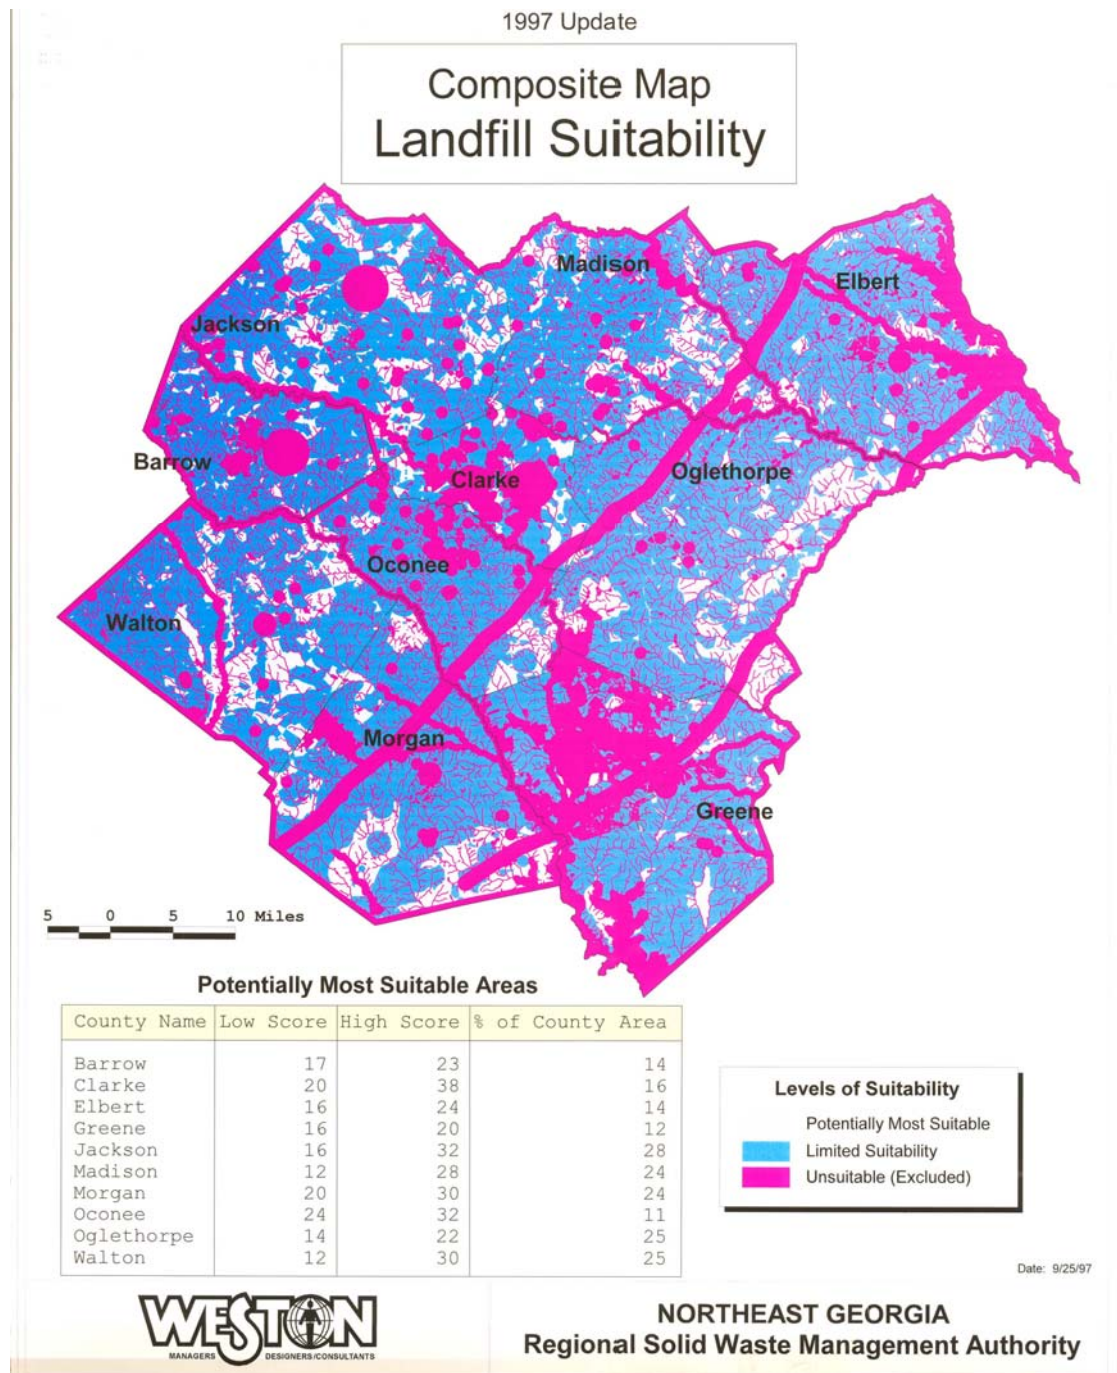 1997 Update
Composite Map
Landfill Suitability
Madison
Elbert
Jackson
Barrow
Clarke
Oglethorpe
Oconee
Walton
Morgan
Greene
5 0 5 10 Miles
Potentially Most Suitable Areas
County Name Low Score High Score % of County Area
Barrow 17 23 14
Clarke 20 38 16
Elbert 16 24 14
Greene 16 20 12
Jackson 16 32 28
Madison 12 28 24
Morgan 20 30 24
Oconee 24 32 11
Oglethorpe 14 22 25
Walton 12 30 25
Levels of Suitability
Potentially Most Suitable
Limited Suitability
Unsuitable (Excluded)
Date: 9/25/97
WESTON
MANAGERS DESIGNERS/CONSULTANTS
NORTHEAST GEORGIA
Regional Solid Waste Management Authority